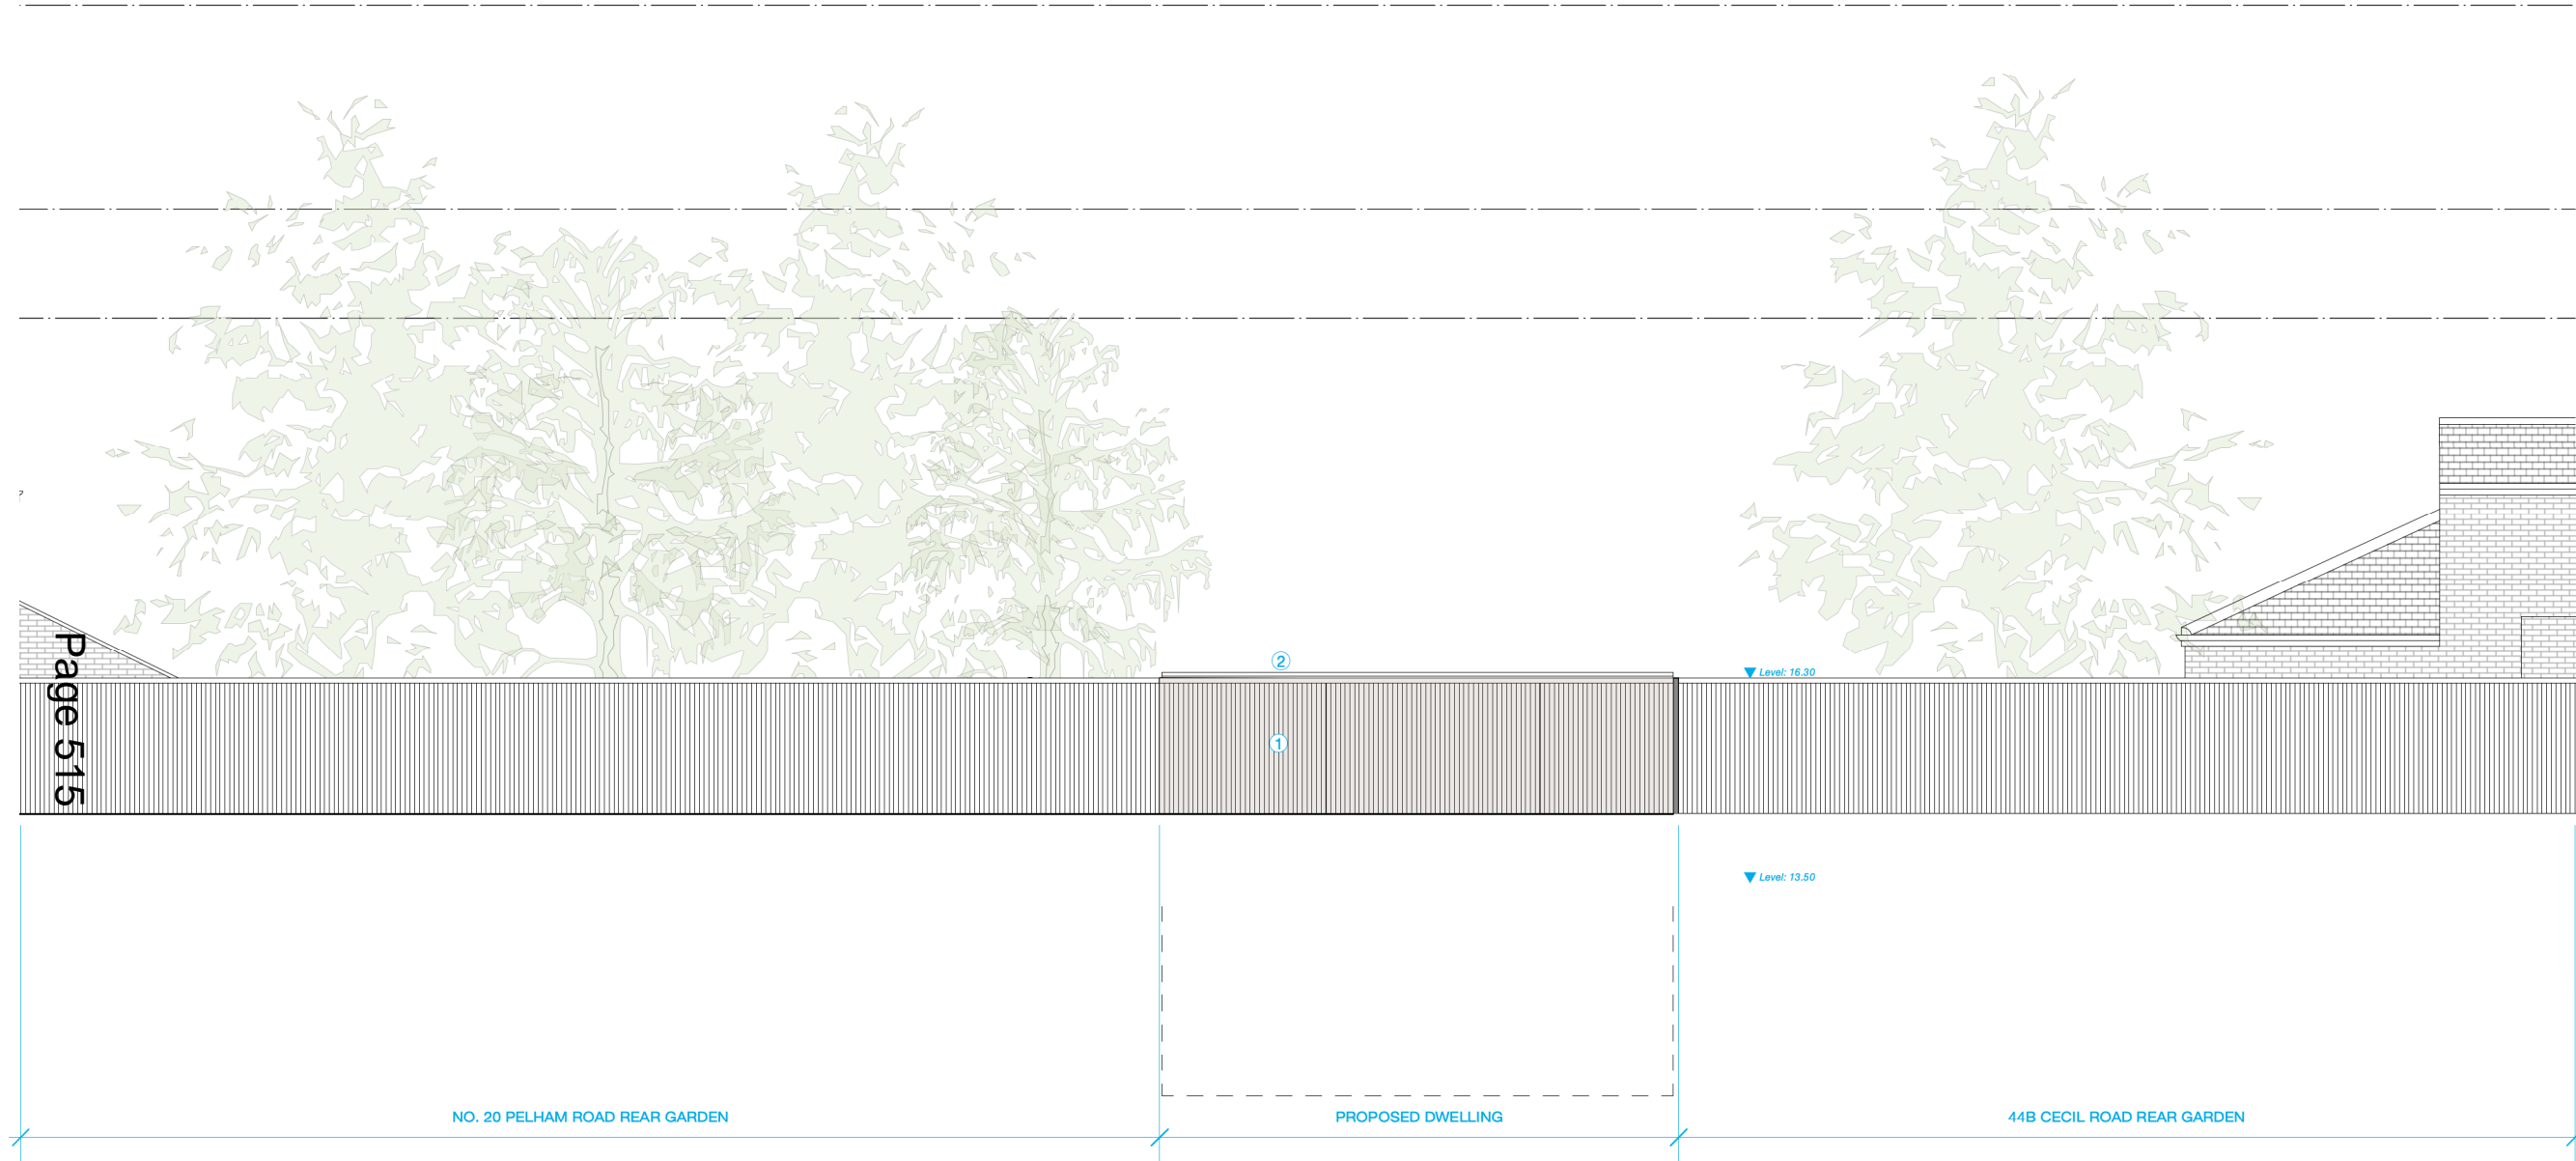 Page 515
②
Level: 16.30
①
Level: 13.50
NO. 20 PELHAM ROAD REAR GARDEN
PROPOSED DWELLING
44B CECIL ROAD REAR GARDEN